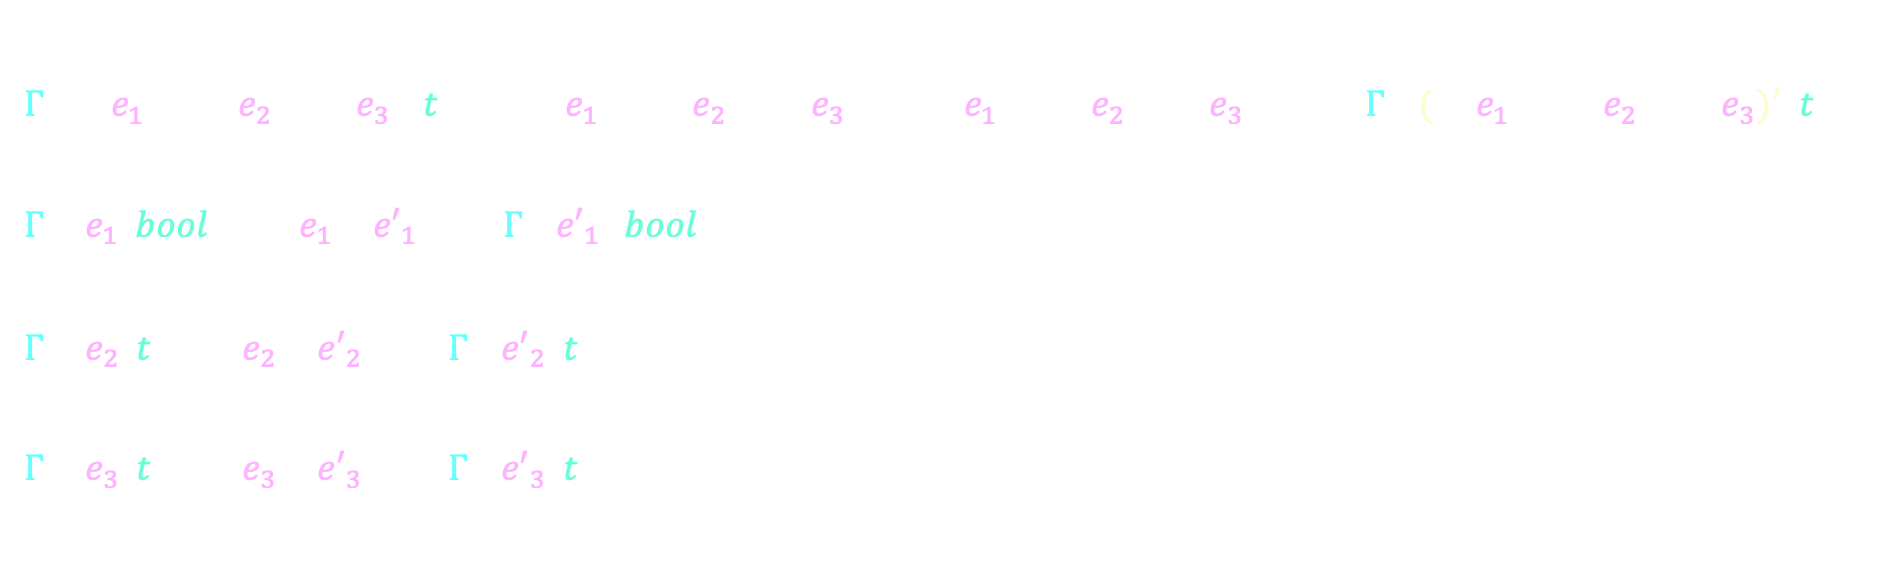 Γ e₁ e₂ e₃ t e₁ e₂ e₃ e₁ e₂ e₃ Γ ( e₁ e₂ e₃)′ t
Γ e₁ bool e₁ e′₁ Γ e′₁ bool
Γ e₂ t e₂ e′₂ Γ e′₂ t
Γ e₃ t e₃ e′₃ Γ e′₃ t